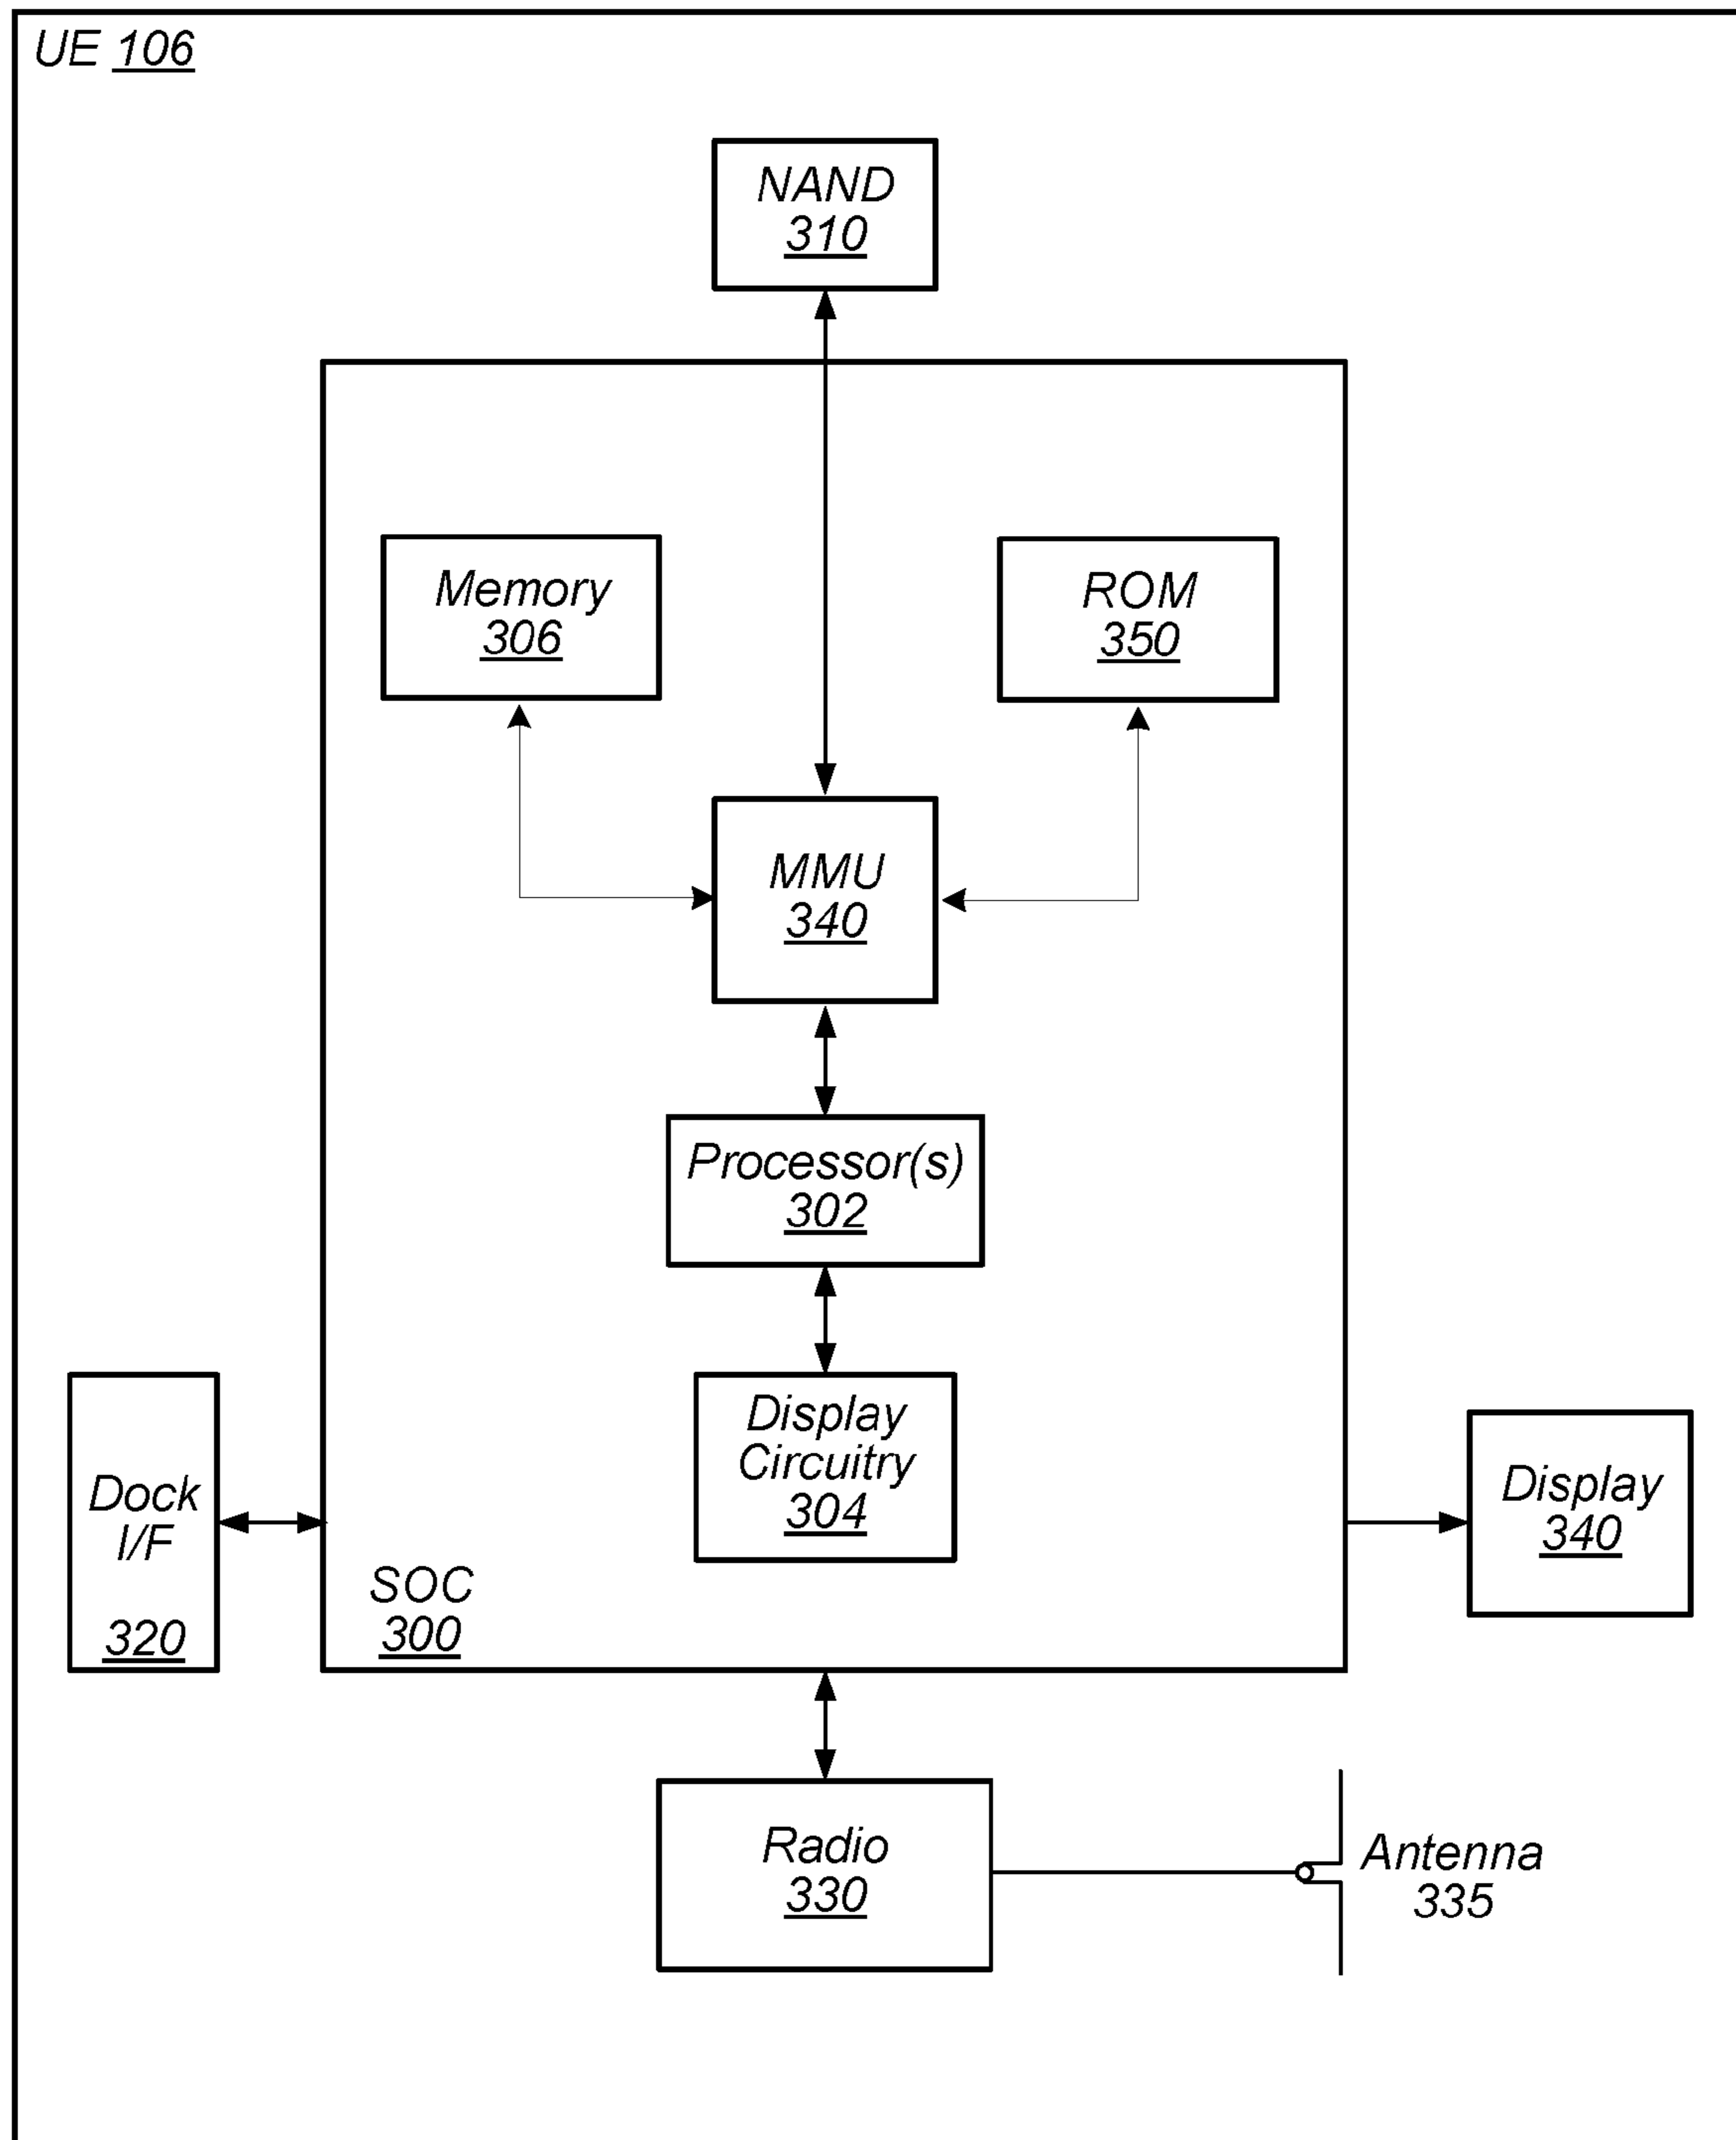 UE 106
NAND
310
Memory
306
ROM
350
MMU
340
Processor(s)
302
Display
Circuitry
304
Dock
I/F
320
SOC
300
Display
340
Radio
330
Antenna
335